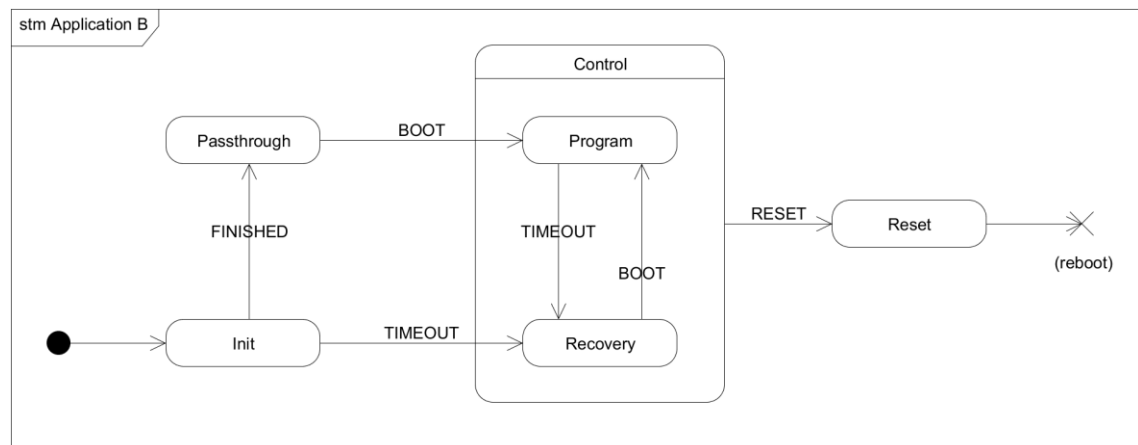 stm Application B
Control
Passthrough
BOOT
Program
FINISHED
TIMEOUT
BOOT
RESET
Reset
(reboot)
Init
TIMEOUT
Recovery